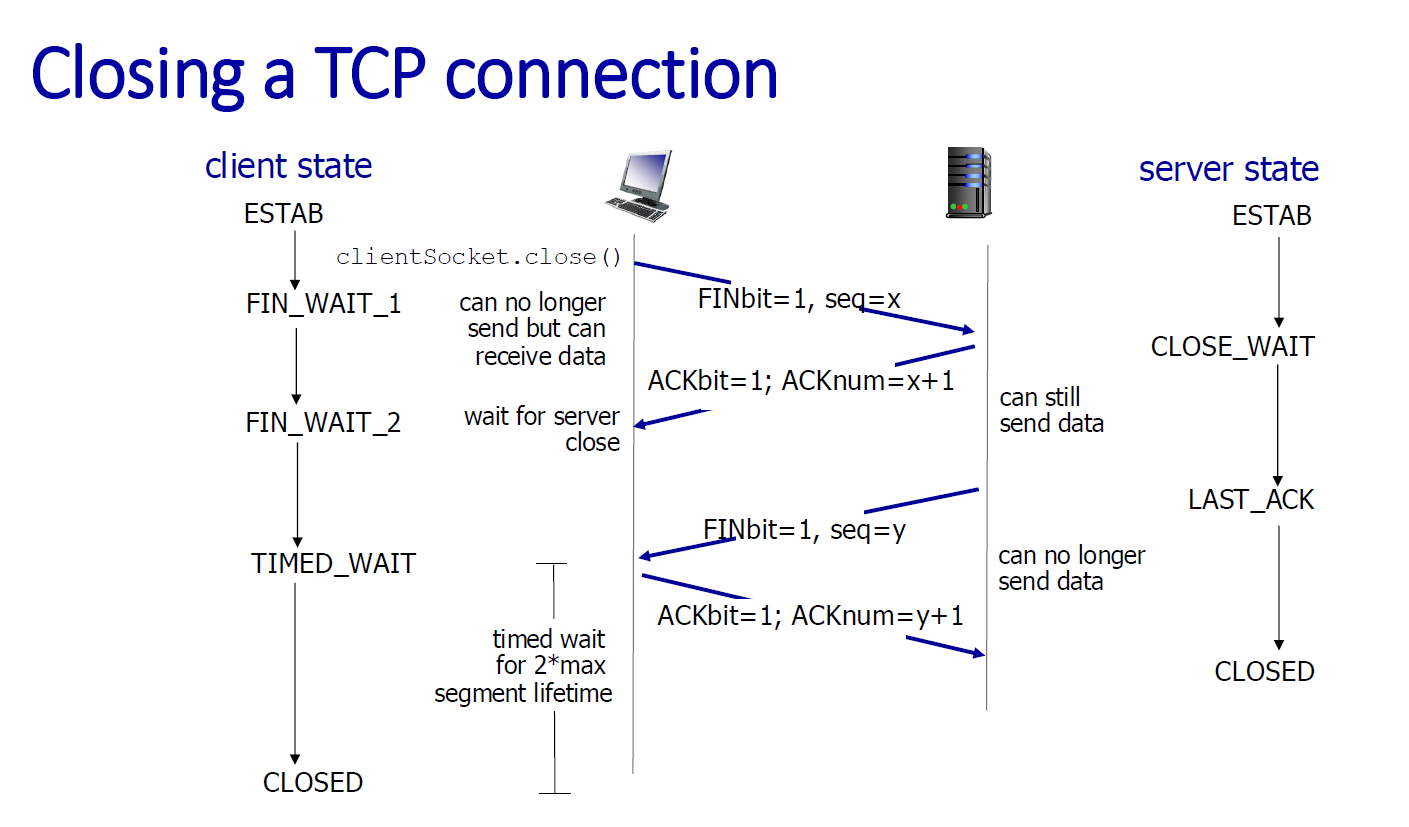 Closing a TCP connection
client state
server state
ESTAB
ESTAB
clientSocket.close()
FINbit=1, seq=x
FIN_WAIT_1
can no longer
send but can
receive data
CLOSE_WAIT
ACKbit=1; ACKnum=x+1
can still
send data
FIN_WAIT_2
wait for server
close
LAST_ACK
FINbit=1, seq=y
can no longer
send data
TIMED_WAIT
ACKbit=1; ACKnum=y+1
timed wait
for 2*max
segment lifetime
CLOSED
CLOSED